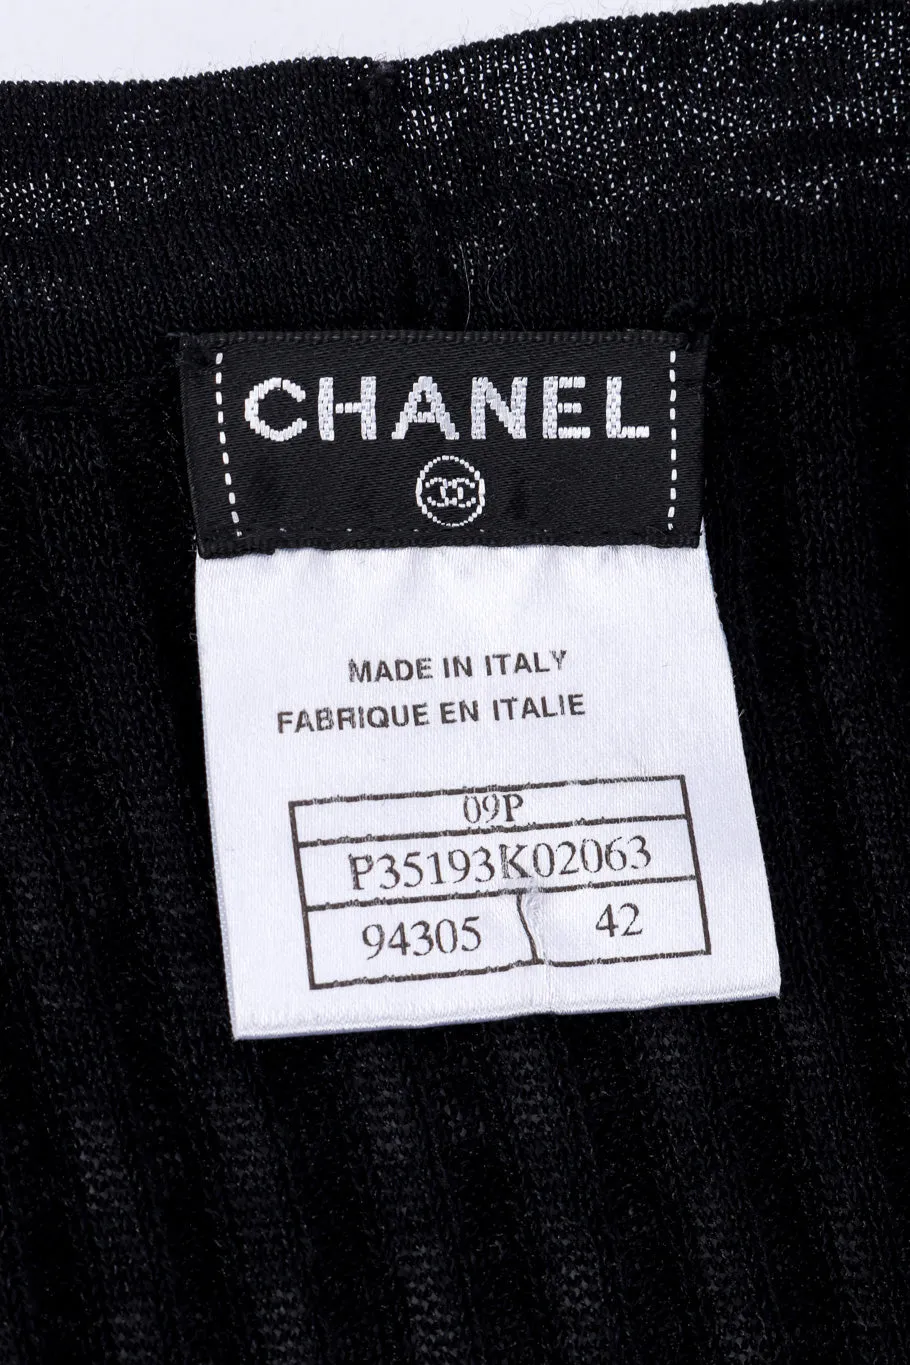 CHANEL
MADE IN ITALY
FABRIQUE EN ITALIE
09P
P35193K02063
94305 42